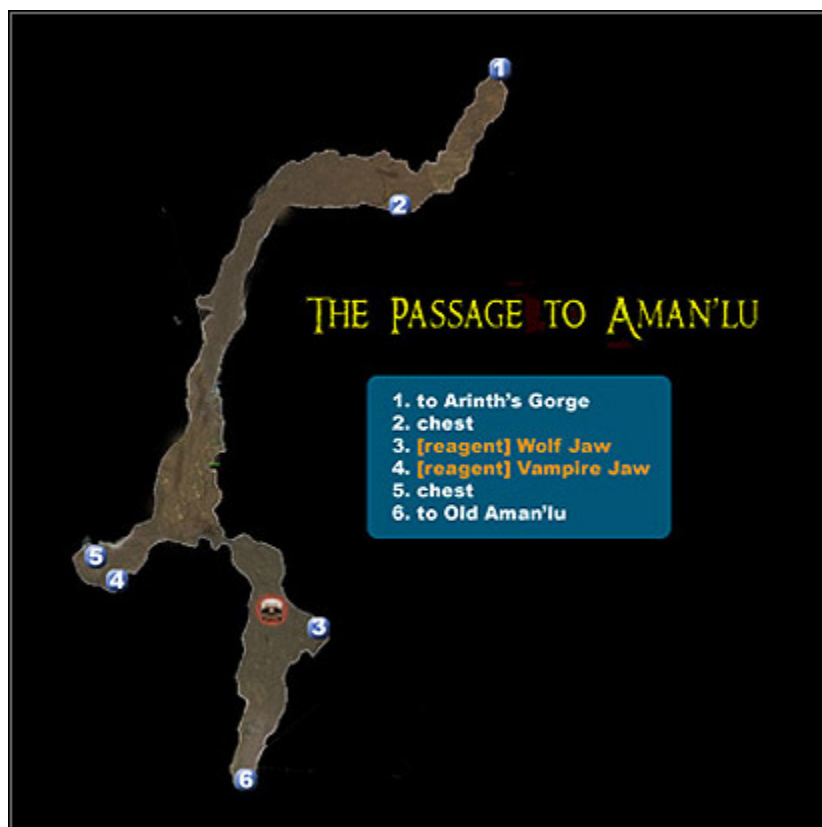 1
2
THE PASSAGE TO AMAN'LU
1. to Arinth's Gorge
2. chest
3. [reagent] Wolf Jaw
4. [reagent] Vampire Jaw
5. chest
6. to Old Aman'lu
5
4
3
6